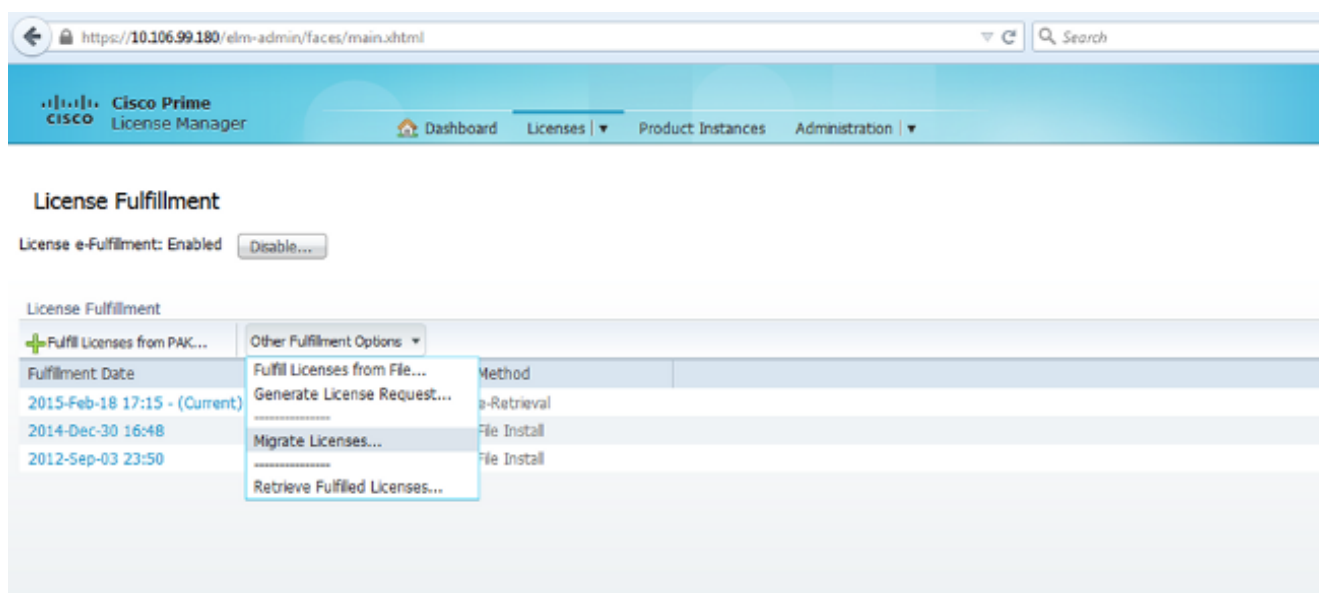 https://10.106.99.180/elm-admin/faces/main.xhtml
Search
Cisco Prime
CISCO License Manager
Dashboard Licenses Product Instances Administration
License Fulfillment
License e-Fulfillment: Enabled Disable...
License Fulfillment
Fulfill Licenses from PAK... Other Fulfillment Options
Fulfillment Date Method
Fulfill Licenses from File...
Generate License Request...
---------------
Migrate Licenses...
---------------
Retrieve Fulfilled Licenses...
2015-Feb-18 17:15 - (Current) e-Retrieval
2014-Dec-30 16:48 File Install
2012-Sep-03 23:50 File Install